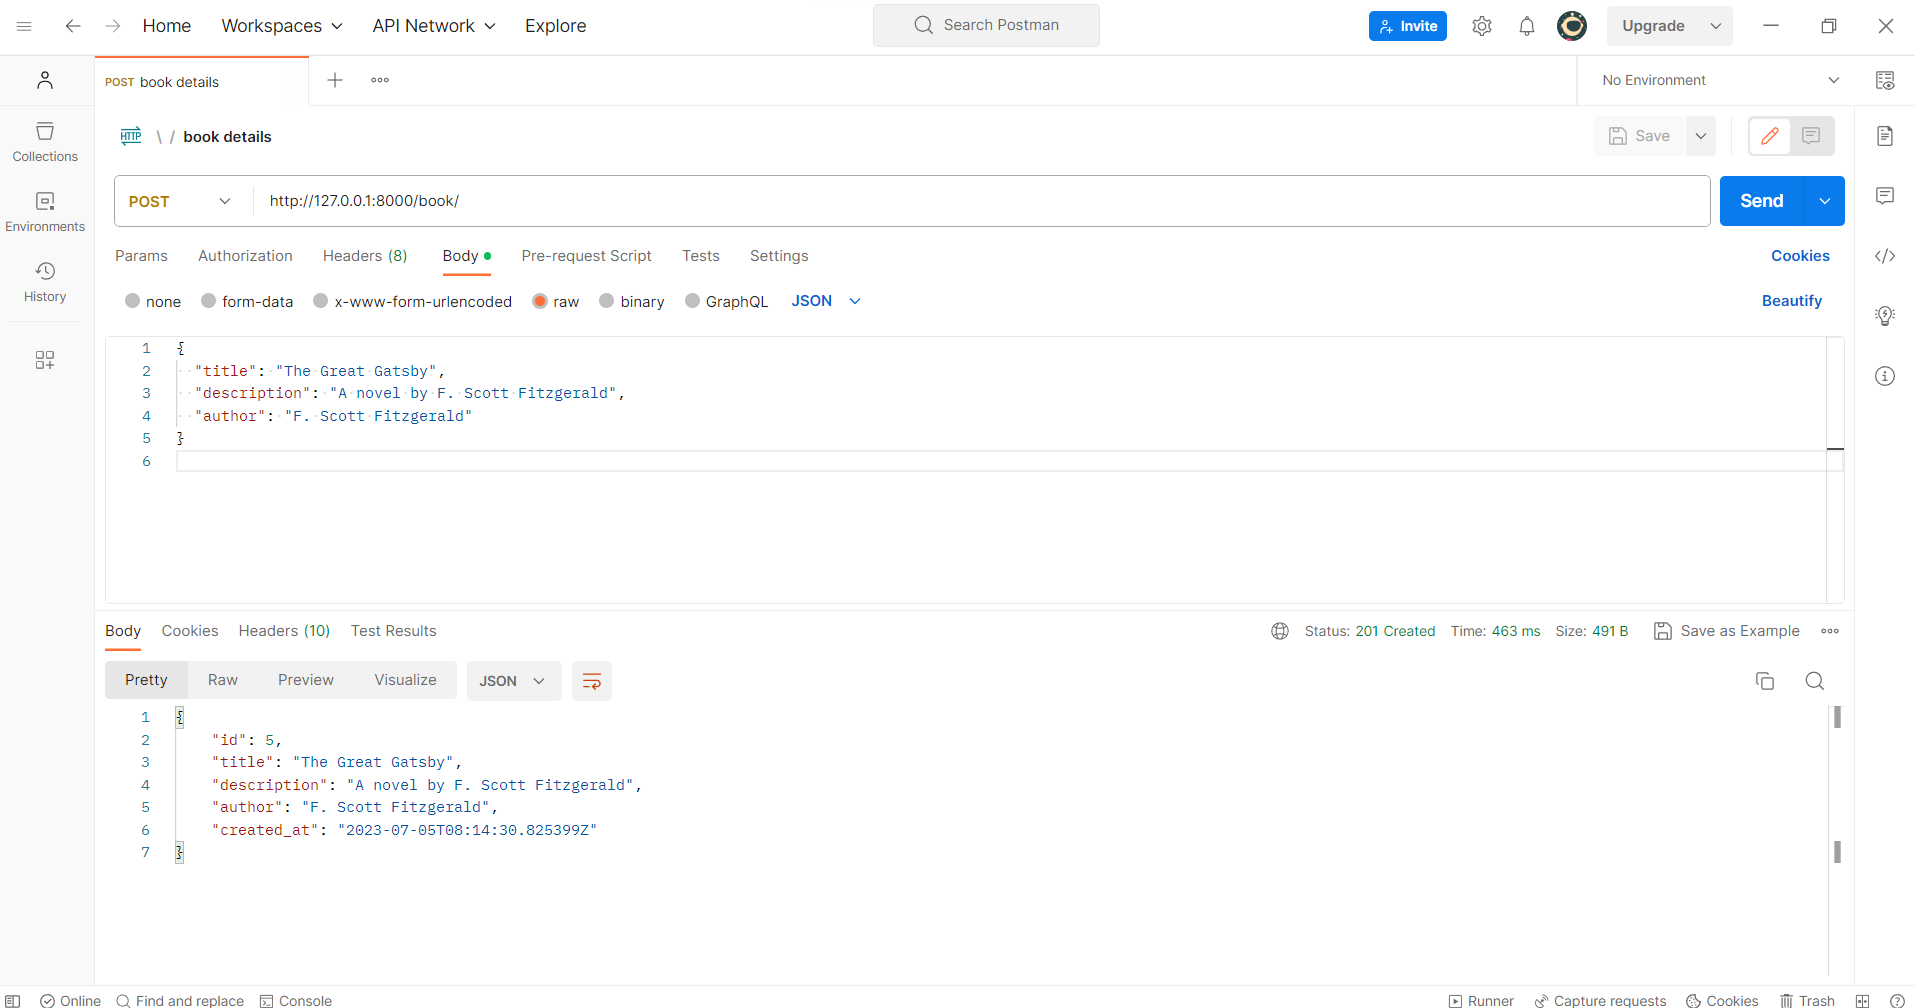 Home Workspaces API Network Explore Search Postman Invite Upgrade
POST book details No Environment
HTTP \ / book details Save
Collections
POST http://127.0.0.1:8000/book/ Send
Environments
Params Authorization Headers (8) Body Pre-request Script Tests Settings Cookies
History
none form-data x-www-form-urlencoded raw binary GraphQL JSON Beautify
1 {
2 "title": "The Great Gatsby",
3 "description": "A novel by F. Scott Fitzgerald",
4 "author": "F. Scott Fitzgerald"
5 }
6
Body Cookies Headers (10) Test Results Status: 201 Created Time: 463 ms Size: 491 B Save as Example
Pretty Raw Preview Visualize JSON
1 {
2 "id": 5,
3 "title": "The Great Gatsby",
4 "description": "A novel by F. Scott Fitzgerald",
5 "author": "F. Scott Fitzgerald",
6 "created_at": "2023-07-05T08:14:30.825399Z"
7 }
Online Find and replace Console Runner Capture requests Cookies Trash